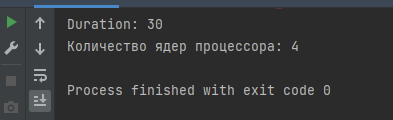 Duration: 30
Количество ядер процессора: 4
Process finished with exit code 0